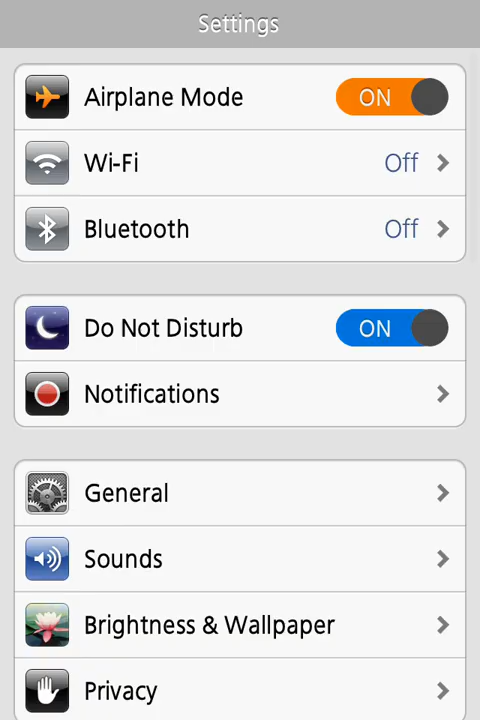 Settings
Airplane Mode ON
Wi-Fi Off
Bluetooth Off
Do Not Disturb ON
Notifications
General
Sounds
Brightness & Wallpaper
Privacy